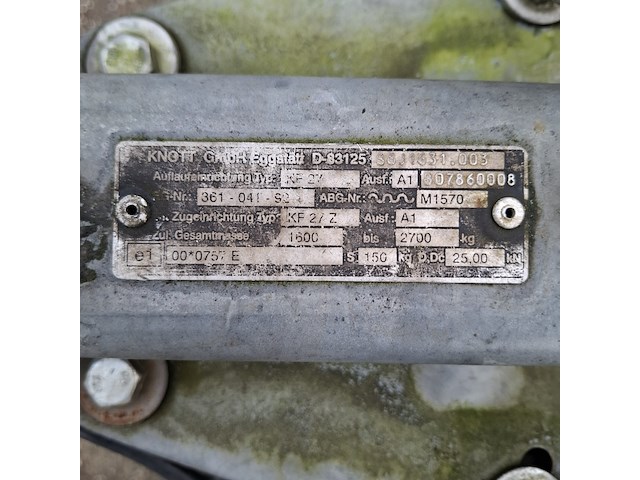 KNOTT GmbH Eggstätt D-83125
Auflaufeinrichtung Typ: KF 27 Ausf.: A1 007860008
-Nr.: 361-041- ABG-Nr.: M1570
Zugeinrichtung Typ: KF 27 Z Ausf.: A1
Zul. Gesamtmasse 1600 bis 2700 kg
e1 00*0757 E S 150 kg D,Dc 25,00 kN